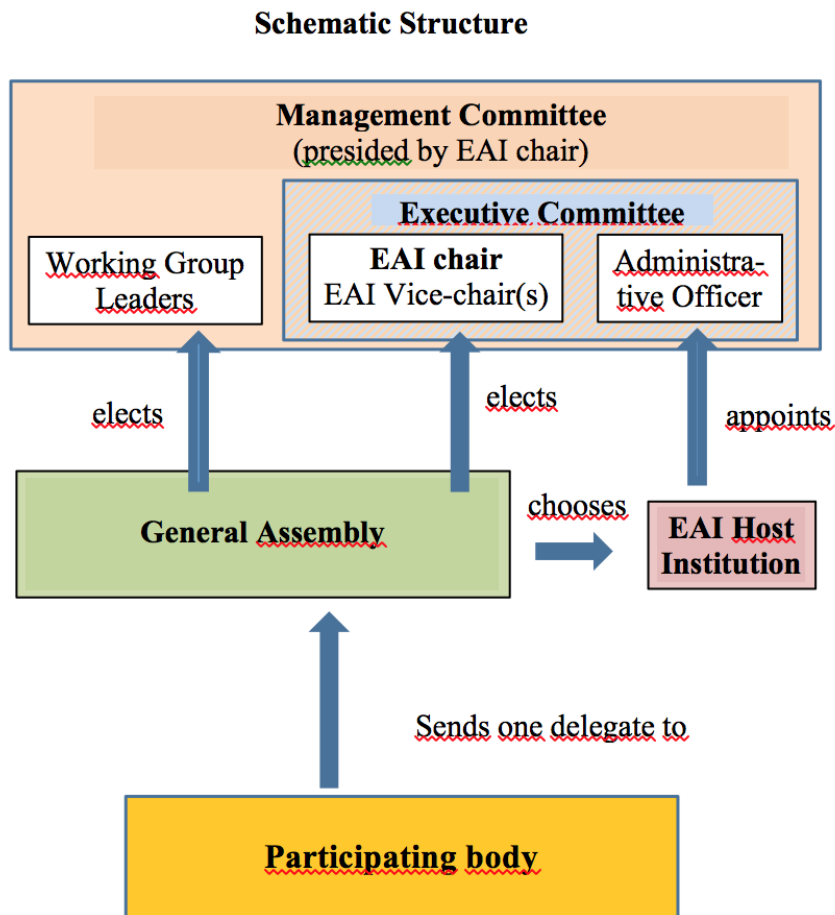 Schematic Structure
Management Committee
(presided by EAI chair)
Executive Committee
Working Group
Leaders
EAI chair
EAI Vice-chair(s)
Administra-
tive Officer
elects
elects
appoints
General Assembly
chooses
EAI Host
Institution
Sends one delegate to
Participating body